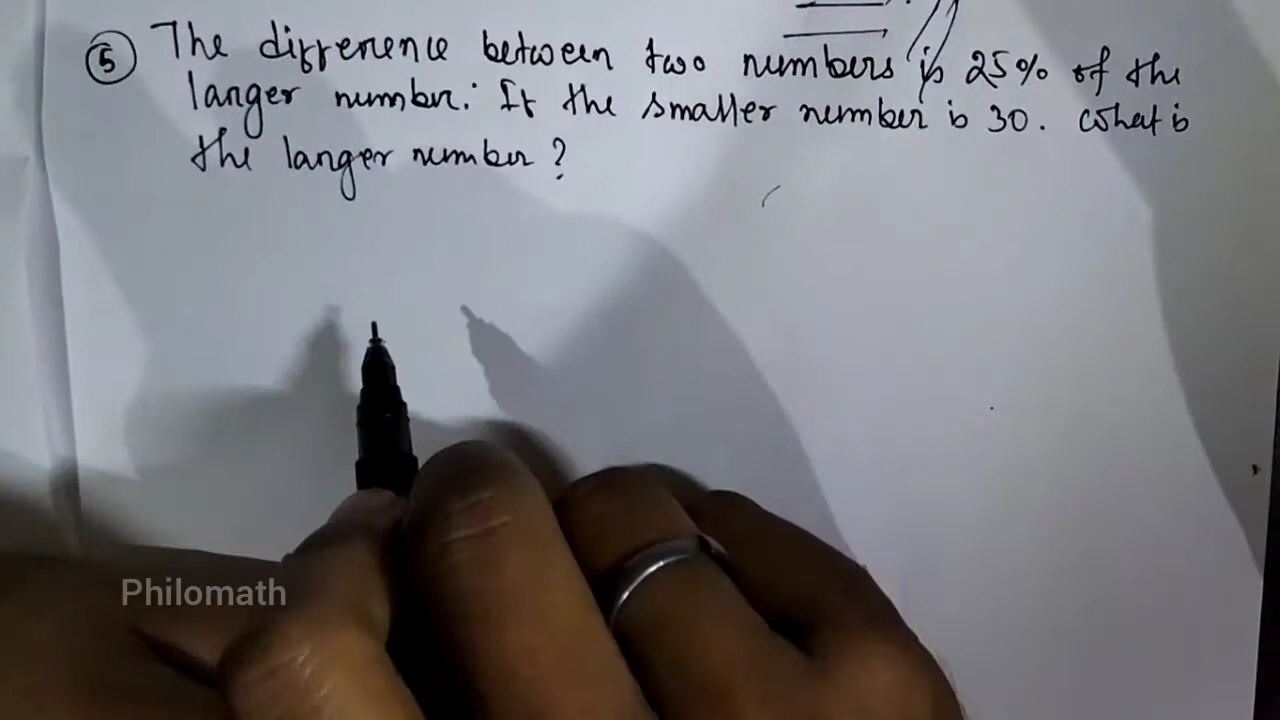 5 The difference between two numbers is 25% of the
larger number. If the smaller number is 30. What is
the larger number ?
Philomath